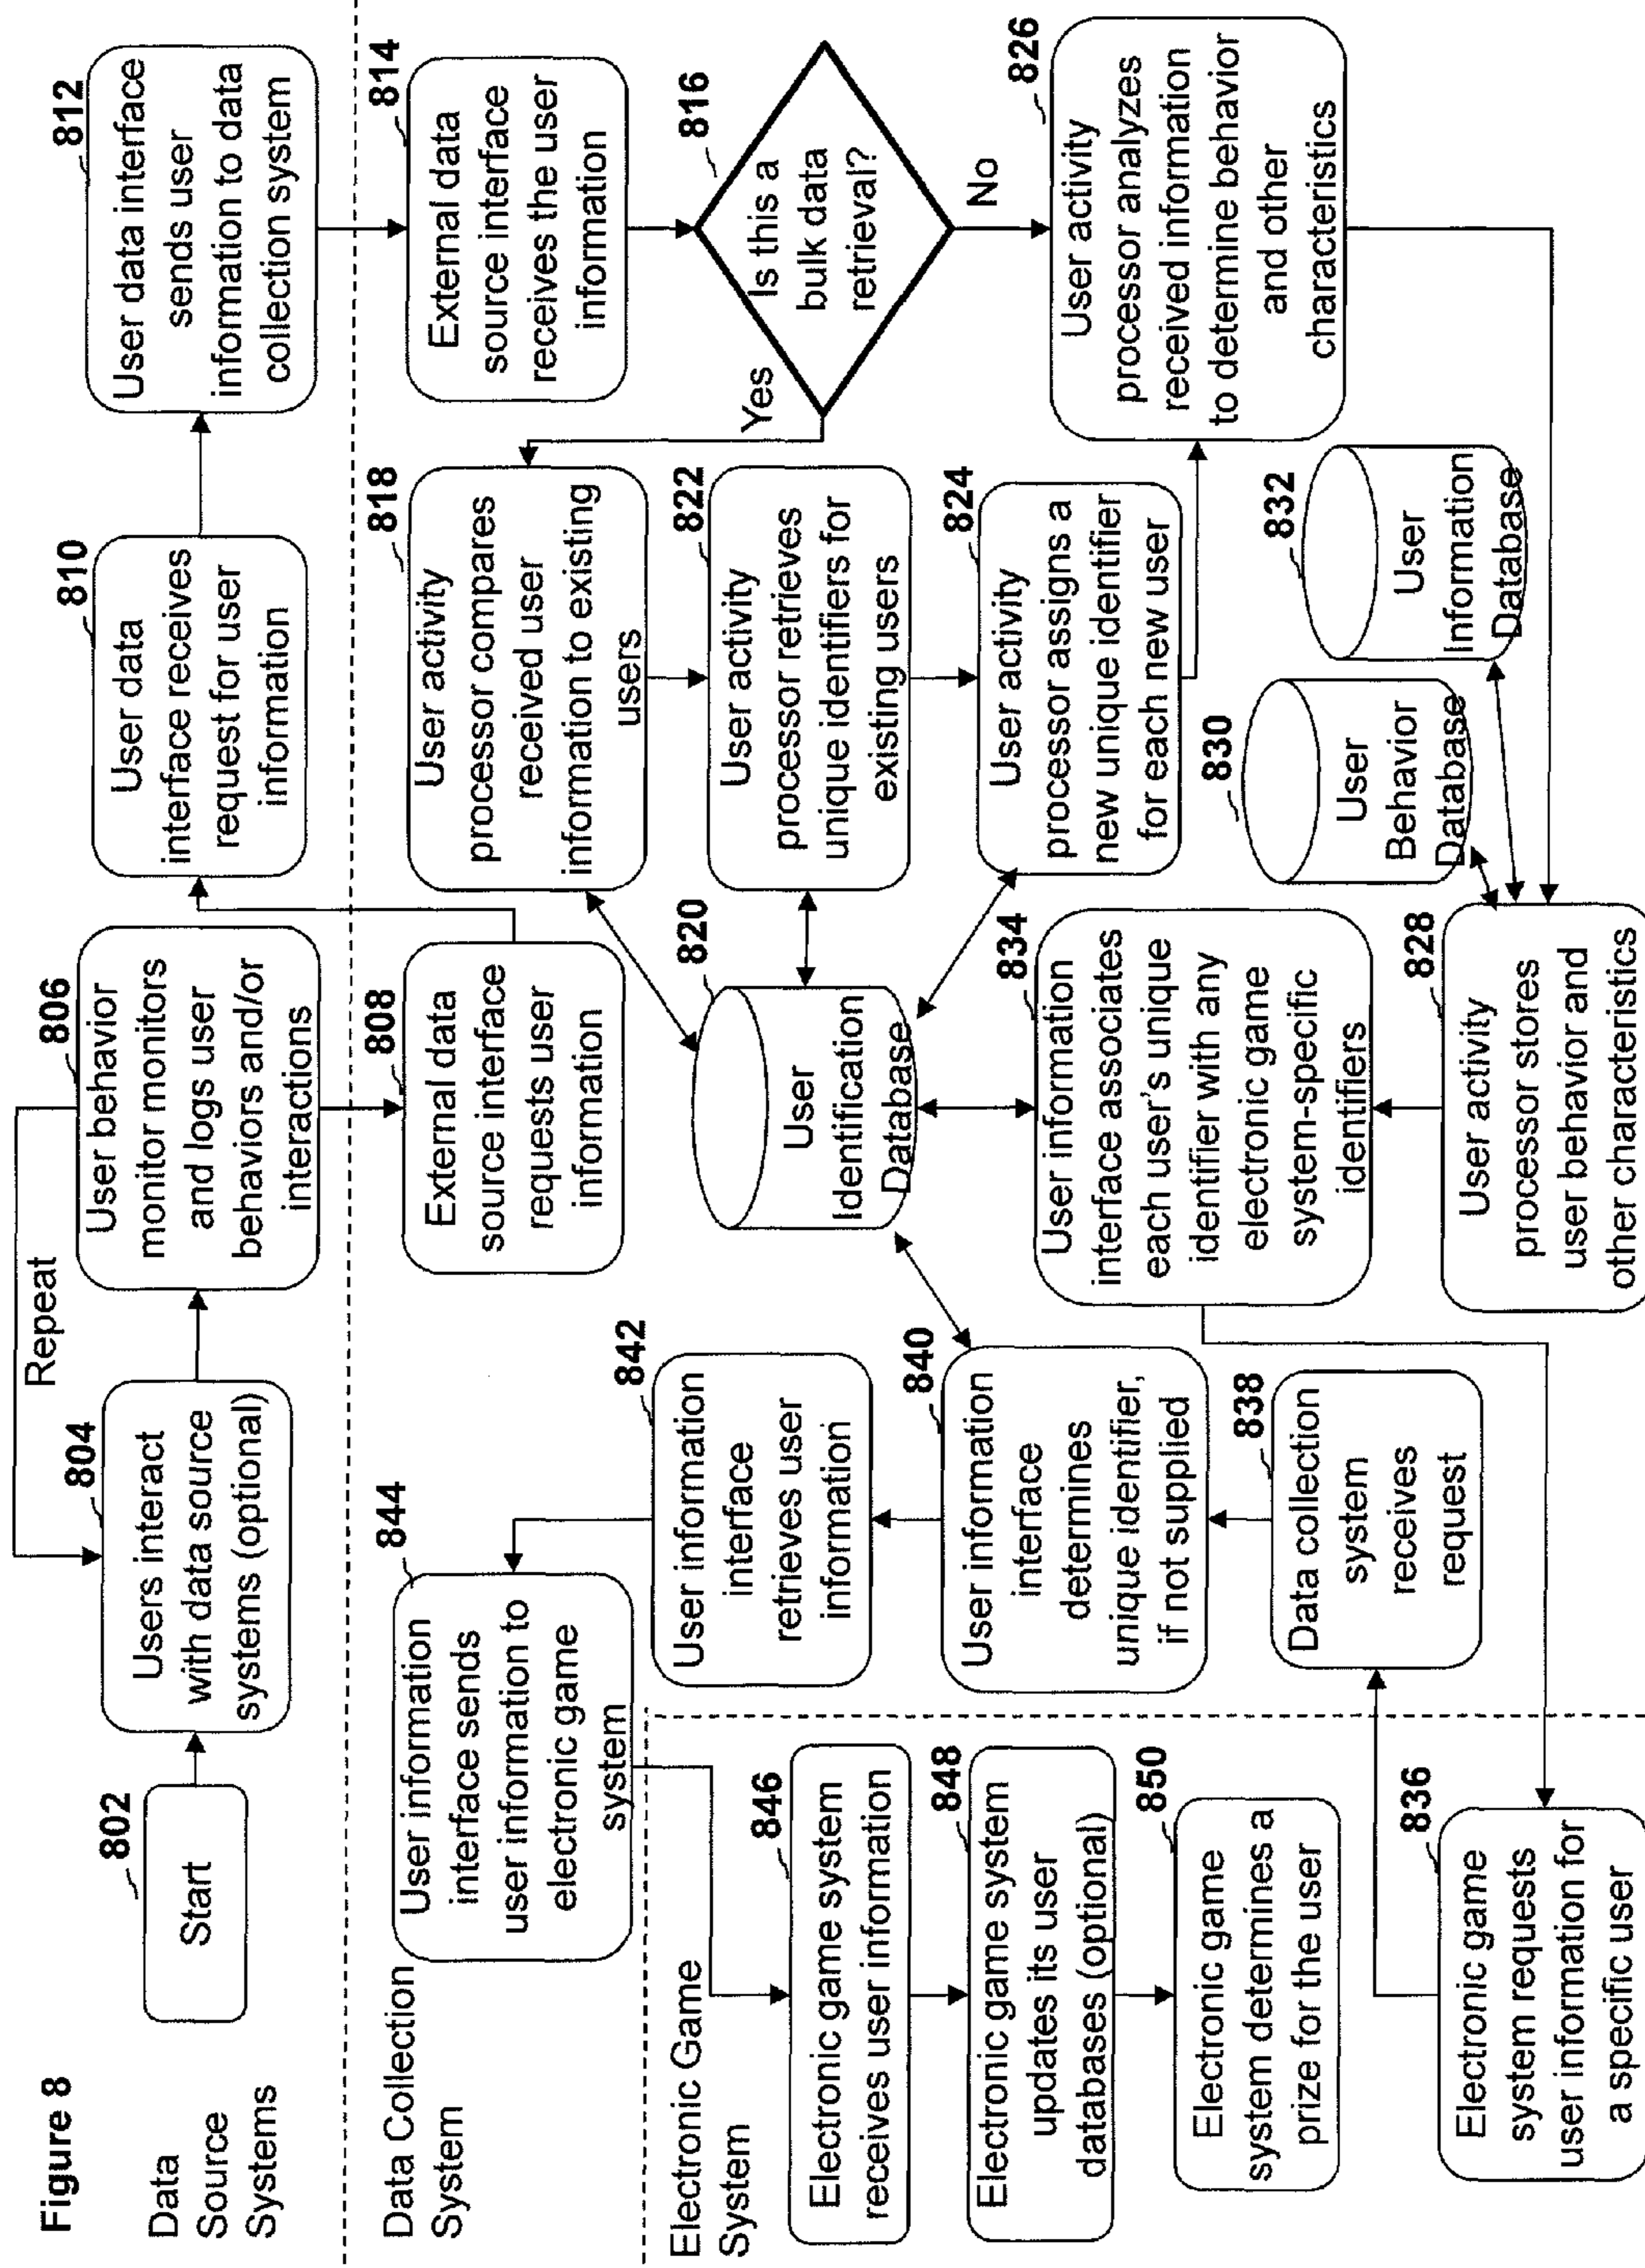 Figure 8
Data
Source
Systems
802
Start
804
Users interact
with data source
systems (optional)
Repeat
806
User behavior
monitor monitors
and logs user
behaviors and/or
interactions
810
User data
interface receives
request for user
information
812
User data interface
sends user
information to data
collection system
Data Collection
System
808
External data
source interface
requests user
information
814
External data
source interface
receives the user
information
816
Is this a
bulk data
retrieval?
Yes
No
818
User activity
processor compares
received user
information to existing
users
820
User
Identification
Database
822
User activity
processor retrieves
unique identifiers for
existing users
824
User activity
processor assigns a
new unique identifier
for each new user
826
User activity
processor analyzes
received information
to determine behavior
and other
characteristics
828
User activity
processor stores
user behavior and
other characteristics
830
User
Behavior
Database
832
User
Information
Database
834
User information
interface associates
each user's unique
identifier with any
electronic game
system-specific
identifiers
838
Data collection
system
receives
request
840
User information
interface
determines
unique identifier,
if not supplied
842
User information
interface
retrieves user
information
844
User information
interface sends
user information to
electronic game
system
Electronic Game
System
836
Electronic game
system requests
user information for
a specific user
846
Electronic game system
receives user information
848
Electronic game system
updates its user
databases (optional)
850
Electronic game
system determines a
prize for the user